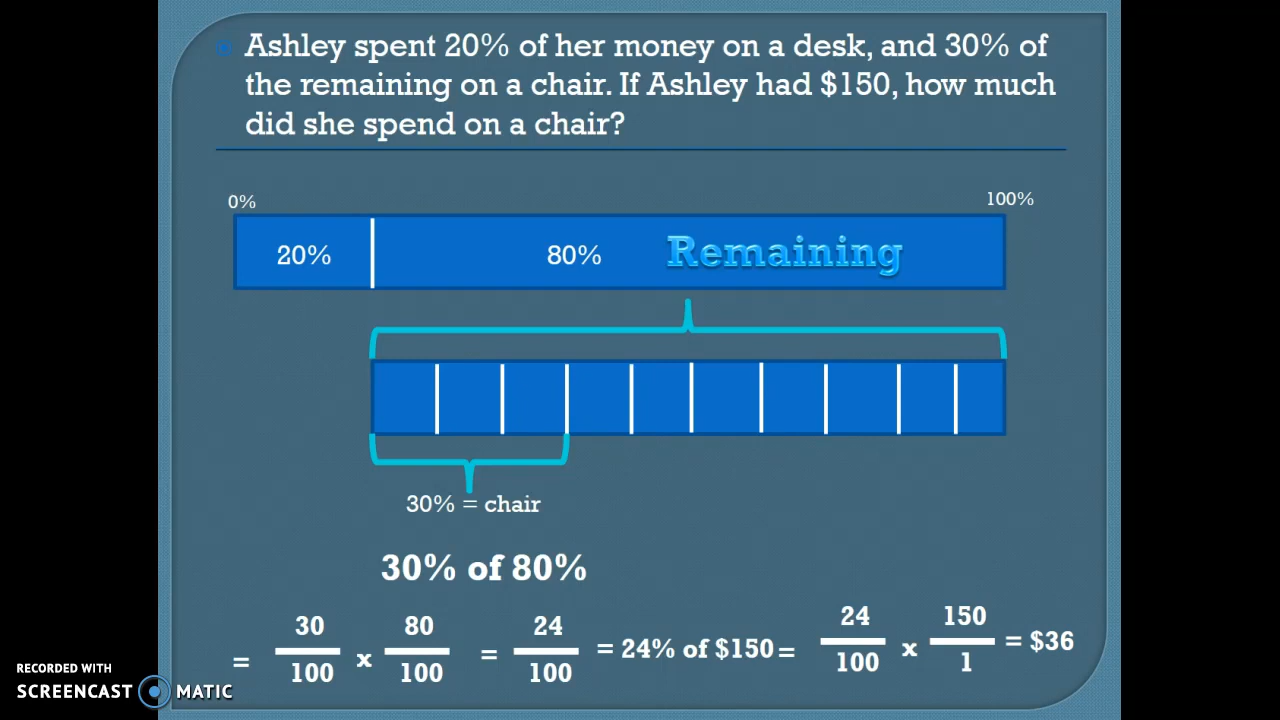 Ashley spent 20% of her money on a desk, and 30% of
the remaining on a chair. If Ashley had $150, how much
did she spend on a chair?
0% 100%
20% 80% Remaining
30% = chair
30% of 80%
= 30/100 x 80/100 = 24/100 = 24% of $150 = 24/100 x 150/1 = $36
RECORDED WITH
SCREENCAST MATIC